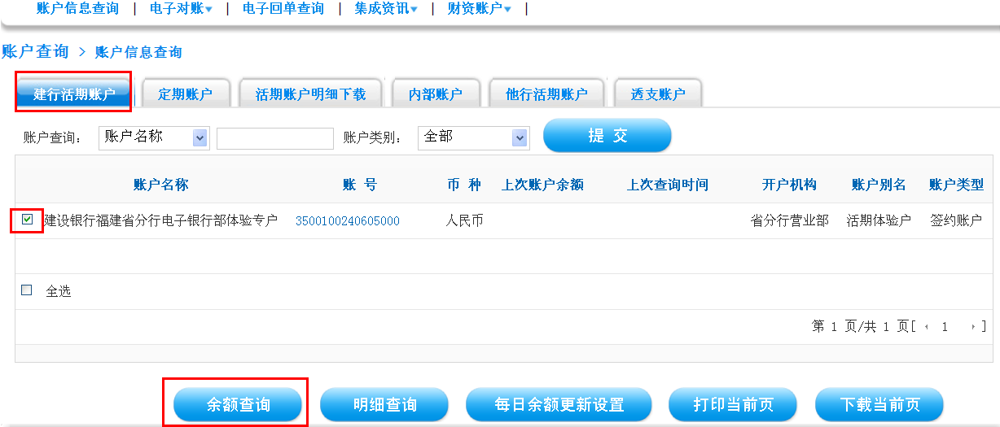 账户信息查询 | 电子对账 | 电子回单查询 | 集成资讯 | 财资账户 |
账户查询 > 账户信息查询
建行活期账户 定期账户 活期账户明细下载 内部账户 他行活期账户 透支账户
账户查询: 账户名称 账户类别: 全部 提 交
账户名称 账 号 币 种 上次账户余额 上次查询时间 开户机构 账户别名 账户类型
建设银行福建省分行电子银行部体验专户 3500100240605000 人民币 省分行营业部 活期体验户 签约账户
全选
第 1 页/共 1 页[ 1 ]
余额查询 明细查询 每日余额更新设置 打印当前页 下载当前页